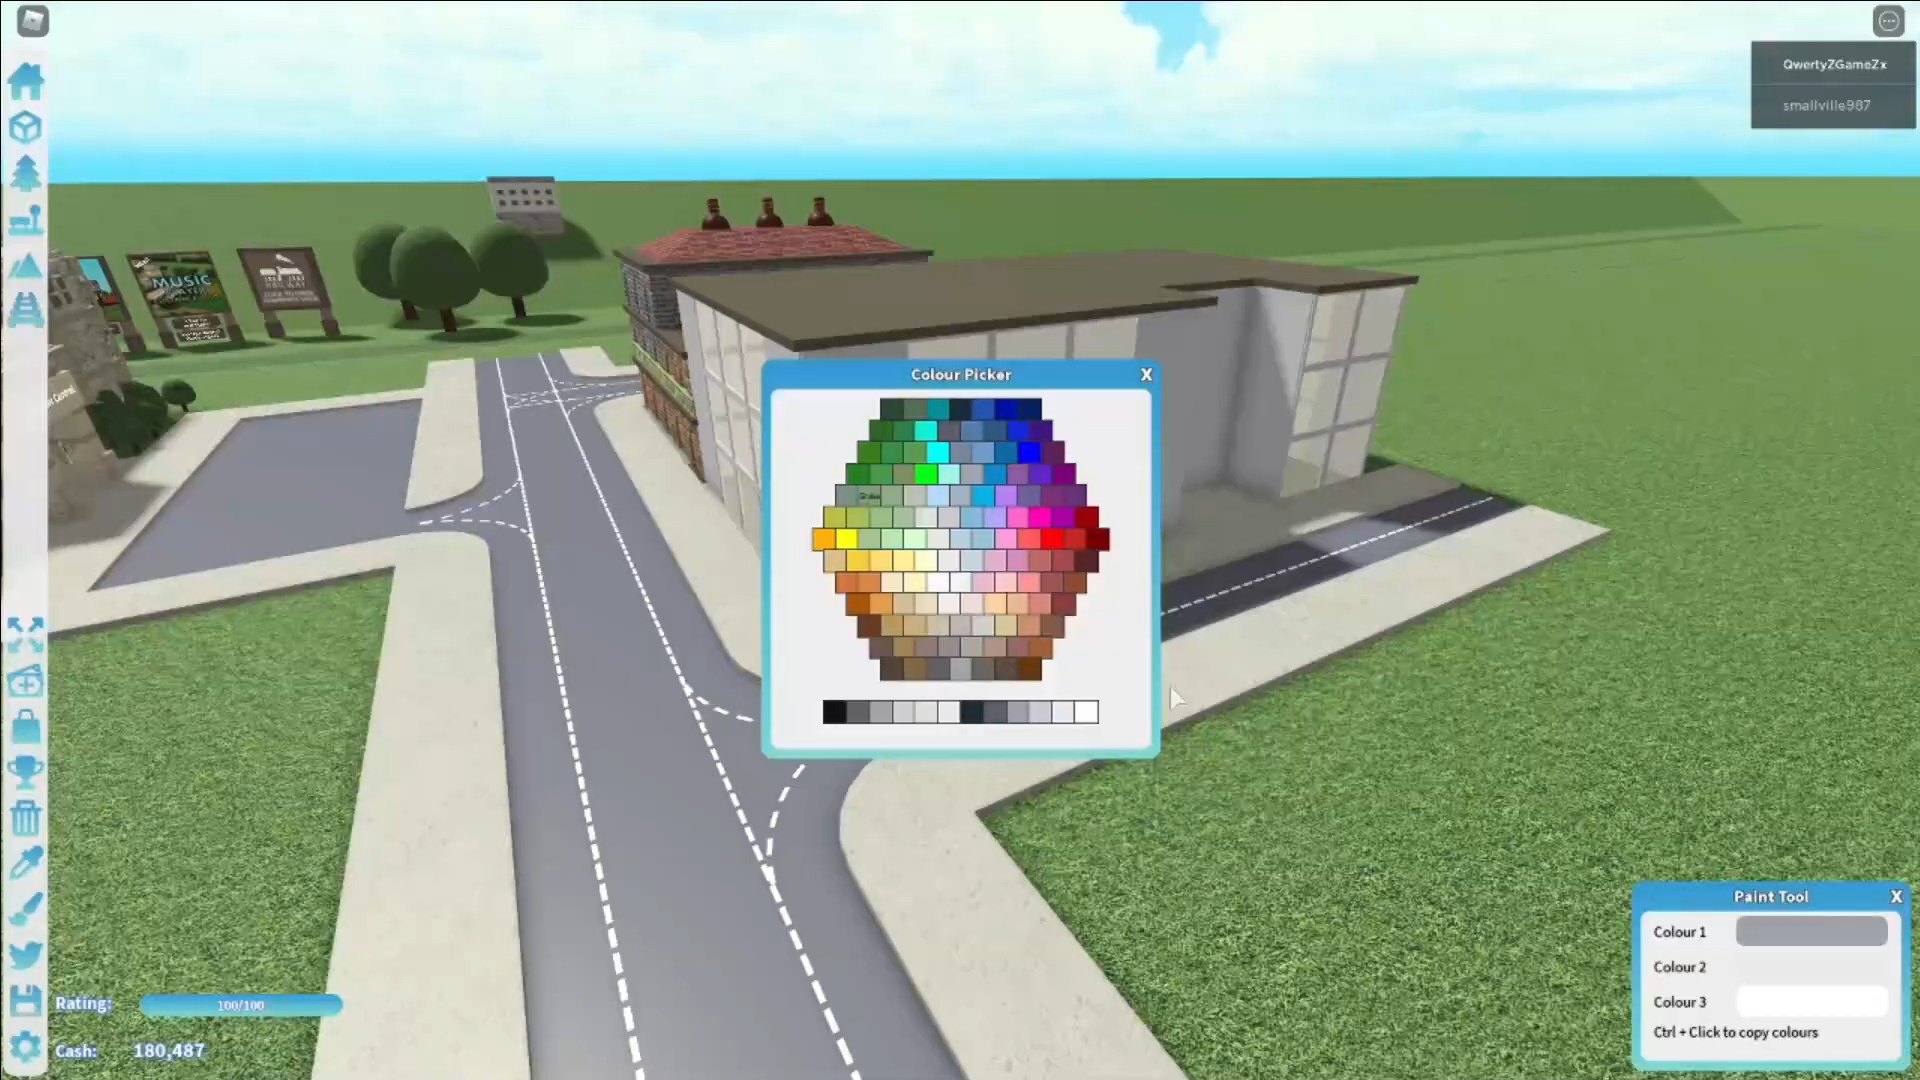 QwertyZGameZx
smallville987
MUSIC
RAILWAY
Colour Picker X
Paint Tool X
Colour 1
Colour 2
Colour 3
Ctrl + Click to copy colours
Rating: 100/100
Cash: 180,487